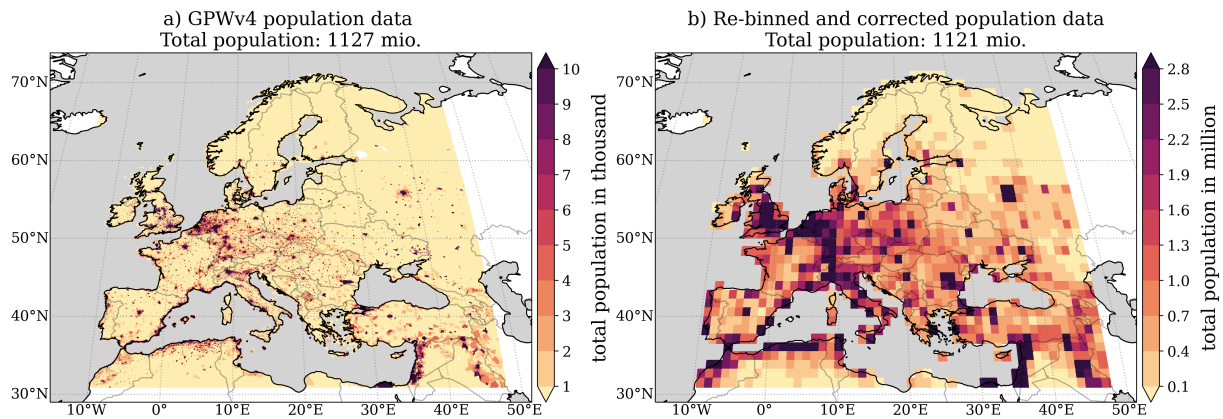 a) GPWv4 population data
Total population: 1127 mio.
70°N
60°N
50°N
40°N
30°N
10°W 0° 10°E 20°E 30°E 40°E 50°E
10
9
8
7
6
5
4
3
2
1
total population in thousand
b) Re-binned and corrected population data
Total population: 1121 mio.
70°N
60°N
50°N
40°N
30°N
10°W 0° 10°E 20°E 30°E 40°E 50°E
2.8
2.5
2.2
1.9
1.6
1.3
1.0
0.7
0.4
0.1
total population in million